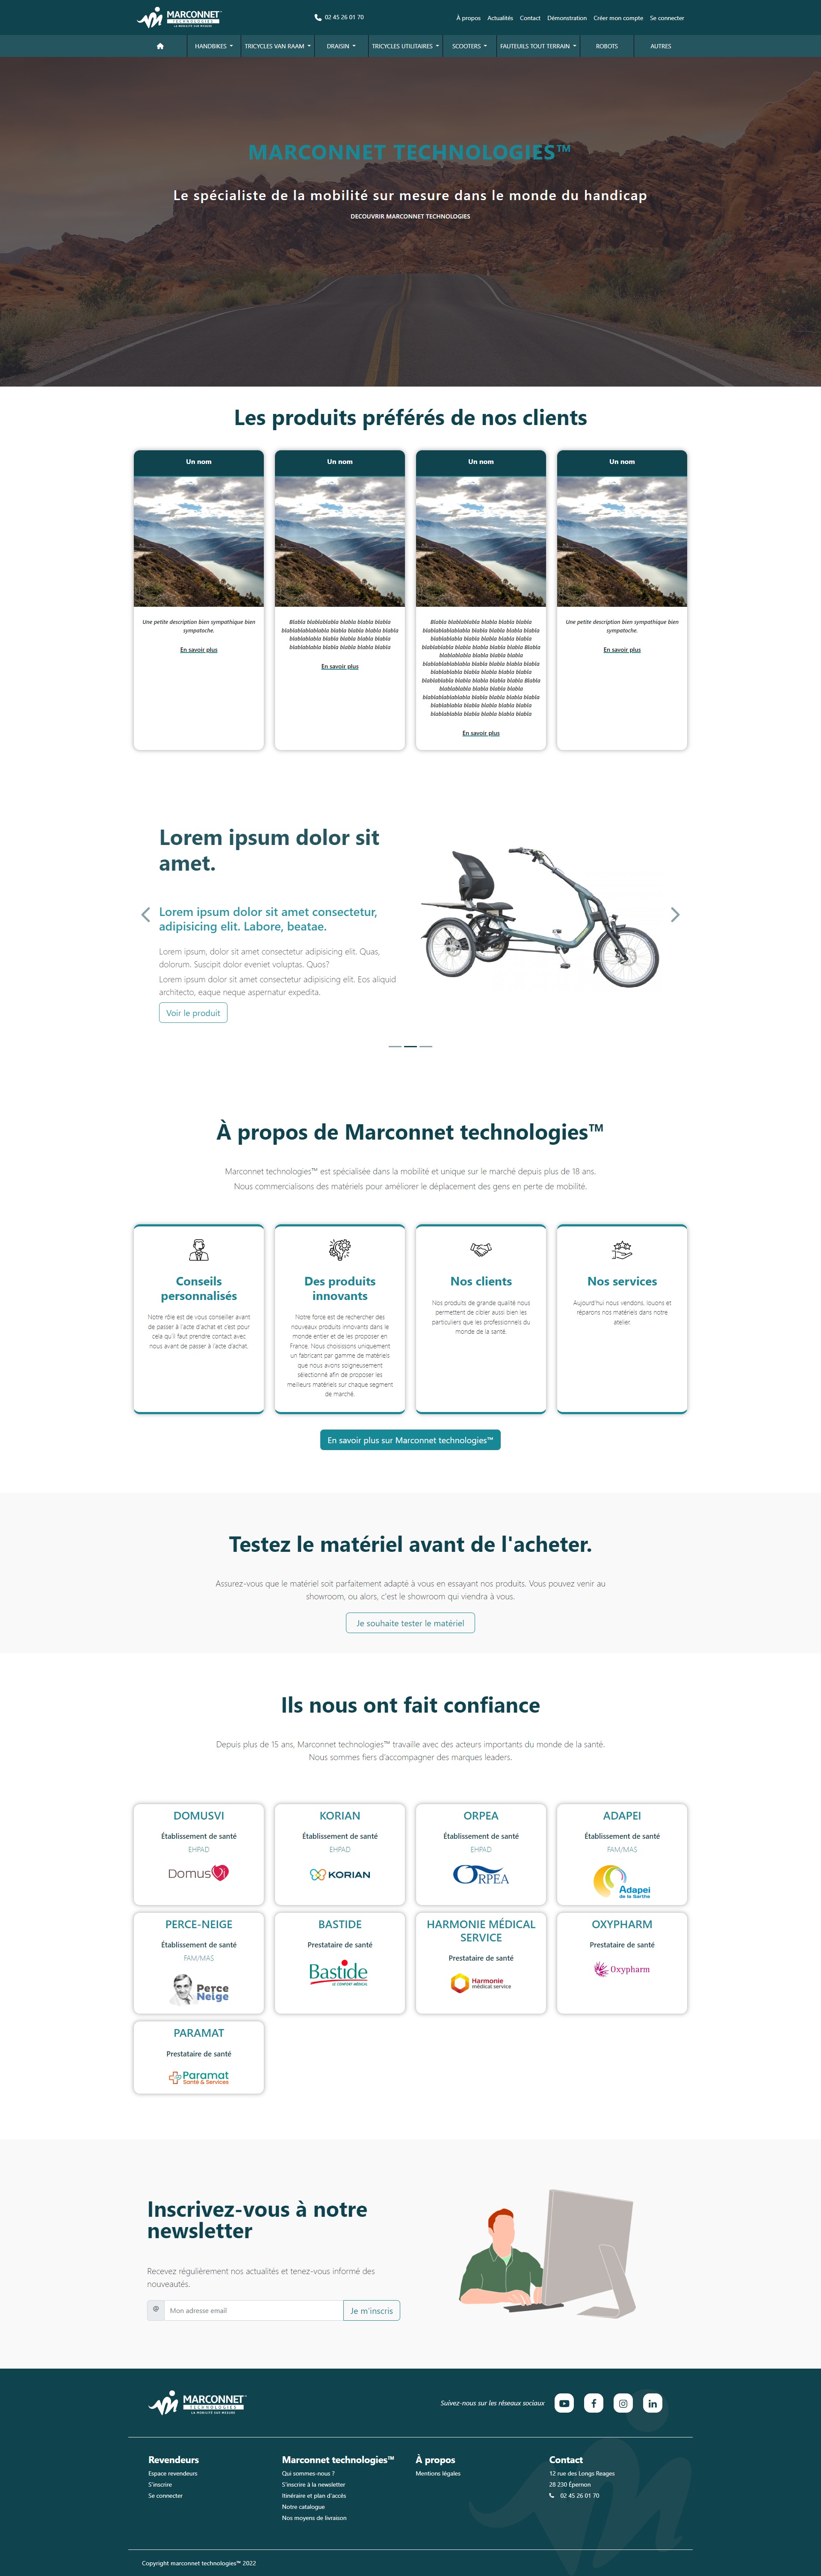 MARCONNET
TECHNOLOGIES
LA MOBILITÉ SUR MESURE
02 45 26 01 70
À propos Actualités Contact Démonstration Créer mon compte Se connecter
HANDBIKES TRICYCLES VAN RAAM DRAISIN TRICYCLES UTILITAIRES SCOOTERS FAUTEUILS TOUT TERRAIN ROBOTS AUTRES
MARCONNET TECHNOLOGIES™
Le spécialiste de la mobilité sur mesure dans le monde du handicap
DECOUVRIR MARCONNET TECHNOLOGIES
Les produits préférés de nos clients
Un nom
Une petite description bien sympathique bien
sympatoche.
En savoir plus
Un nom
Blabla blablablabla blabla blabla blabla
blablablablablabla blabla blabla blabla blabla
blablablabla blabla blabla blabla blabla
blablablabla blabla blabla blabla blabla
En savoir plus
Un nom
Blabla blablablabla blabla blabla blabla
blablablablablabla blabla blabla blabla blabla
blablablabla blabla blabla blabla blabla
blablablabla blabla blabla blabla blabla Blabla
blablablabla blabla blabla blabla
blablablablablabla blabla blabla blabla blabla
blablablabla blabla blabla blabla blabla
blablablabla blabla blabla blabla blabla Blabla
blablablabla blabla blabla blabla
blablablablablabla blabla blabla blabla blabla
blablablabla blabla blabla blabla blabla
blablablabla blabla blabla blabla blabla
En savoir plus
Un nom
Une petite description bien sympathique bien
sympatoche.
En savoir plus
Lorem ipsum dolor sit
amet.
Lorem ipsum dolor sit amet consectetur,
adipisicing elit. Labore, beatae.
Lorem ipsum, dolor sit amet consectetur adipisicing elit. Quas,
dolorum. Suscipit dolor eveniet voluptas. Quos?
Lorem ipsum dolor sit amet consectetur adipisicing elit. Eos aliquid
architecto, eaque neque aspernatur expedita.
Voir le produit
À propos de Marconnet technologies™
Marconnet technologies™ est spécialisée dans la mobilité et unique sur le marché depuis plus de 18 ans.
Nous commercialisons des matériels pour améliorer le déplacement des gens en perte de mobilité.
Conseils
personnalisés
Nôtre rôle est de vous conseiller avant
de passer à l'acte d'achat et c'est pour
cela qu'il faut prendre contact avec
nous avant de passer à l'acte d'achat.
Des produits
innovants
Nôtre forse est de rechercher des
nouveaux produits innovants dans le
monde entier et de les proposer en
France. Nous choisissons uniquement
un fabricant par gamme de matériels
que nous avons soigneusement
sélectionné afin de proposer les
meilleurs matériels sur chaque segment
de marché.
Nos clients
Nos produits de grande qualité nous
permettent de cibler aussi bien les
particuliers que les professionnels du
monde de la santé.
Nos services
Aujourd'hui nous vendons, louons et
réparons nos matériels dans notre
atelier.
En savoir plus sur Marconnet technologies™
Testez le matériel avant de l'acheter.
Assurez-vous que le matériel soit parfaitement adapté à vous en essayant nos produits. Vous pouvez venir au
showroom, ou alors, c'est le showroom qui viendra à vous.
Je souhaite tester le matériel
Ils nous ont fait confiance
Depuis plus de 15 ans, Marconnet technologies™ travaille avec des acteurs importants du monde de la santé.
Nous sommes fiers d'accompagner des marques leaders.
DOMUSVI
Établissement de santé
EHPAD
Domus
KORIAN
Établissement de santé
EHPAD
KORIAN
ORPEA
Établissement de santé
EHPAD
ORPEA
ADAPEI
Établissement de santé
FAM/MAS
Adapei
de la Sarthe
PERCE-NEIGE
Établissement de santé
FAM/MAS
Perce
Neige
BASTIDE
Prestataire de santé
Bastide
LE CONFORT MÉDICAL
HARMONIE MÉDICAL
SERVICE
Prestataire de santé
Harmonie
médical service
OXYPHARM
Prestataire de santé
Oxypharm
PARAMAT
Prestataire de santé
Paramat
Santé & Services
Inscrivez-vous à notre
newsletter
Recevez régulièrement nos actualités et tenez-vous informé des
nouveautés.
@ Mon adresse email Je m'inscris
MARCONNET
TECHNOLOGIES
LA MOBILITÉ SUR MESURE
Suivez-nous sur les réseaux sociaux
Revendeurs
Espace revendeurs
S'inscrire
Se connecter
Marconnet technologies™
Qui sommes-nous ?
S'inscrire à la newsletter
Itinéraire et plan d'accès
Notre catalogue
Nos moyens de livraison
À propos
Mentions légales
Contact
12 rue des Longs Reages
28 230 Épernon
02 45 26 01 70
Copyright marconnet technologies™ 2022